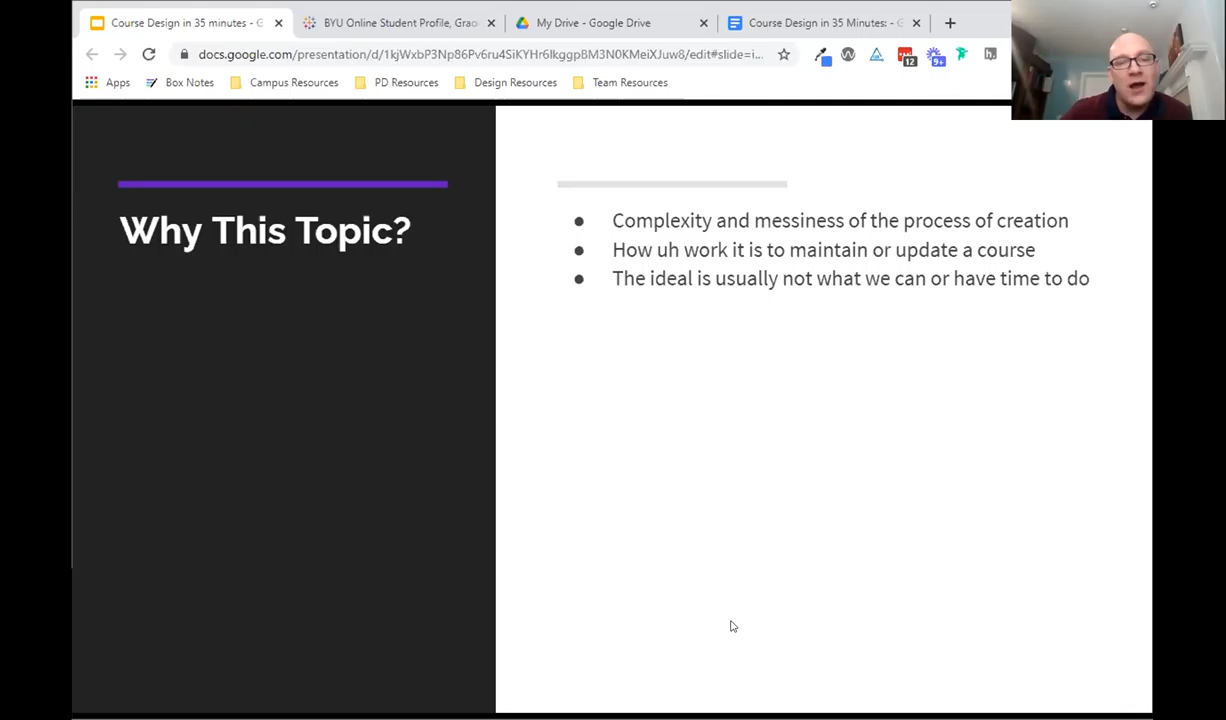 Course Design in 35 minutes - G
BYU Online Student Profile, Grac
My Drive - Google Drive
Course Design in 35 Minutes: - G
docs.google.com/presentation/d/1kjWxbP3Np86Pv6ru4SiKYHr6lkggpBM3N0KMeiXJuw8/edit#slide=i...
12
9+
Apps
Box Notes
Campus Resources
PD Resources
Design Resources
Team Resources
Why This Topic?
● Complexity and messiness of the process of creation
● How uh work it is to maintain or update a course
● The ideal is usually not what we can or have time to do